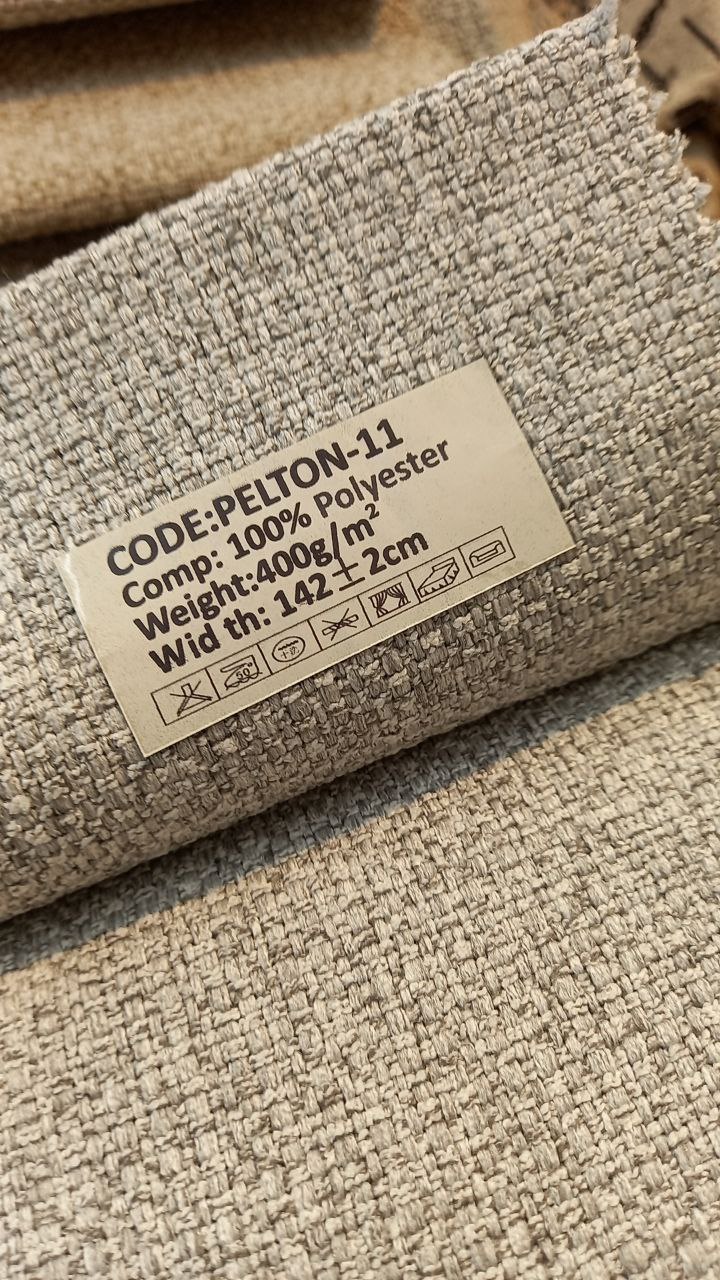 CODE:PELTON-11
Comp: 100% Polyester
Weight:400g/m²
Wid th: 142±2cm